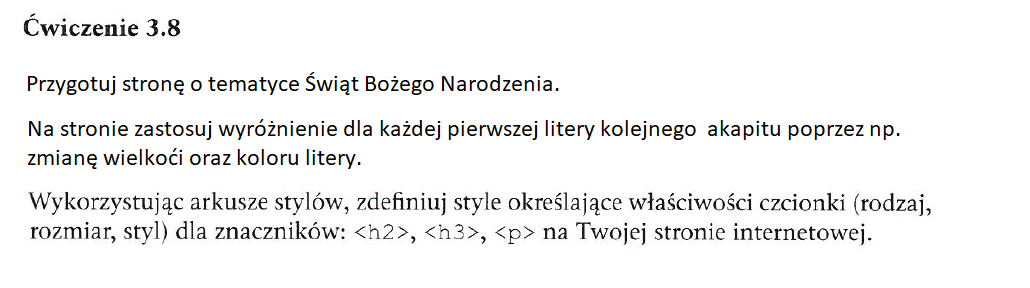 Ćwiczenie 3.8
Przygotuj stronę o tematyce Świąt Bożego Narodzenia.
Na stronie zastosuj wyróżnienie dla każdej pierwszej litery kolejnego akapitu poprzez np.
zmianę wielkoći oraz koloru litery.
Wykorzystując arkusze stylów, zdefiniuj style określające właściwości czcionki (rodzaj,
rozmiar, styl) dla znaczników: <h2>, <h3>, <p> na Twojej stronie internetowej.